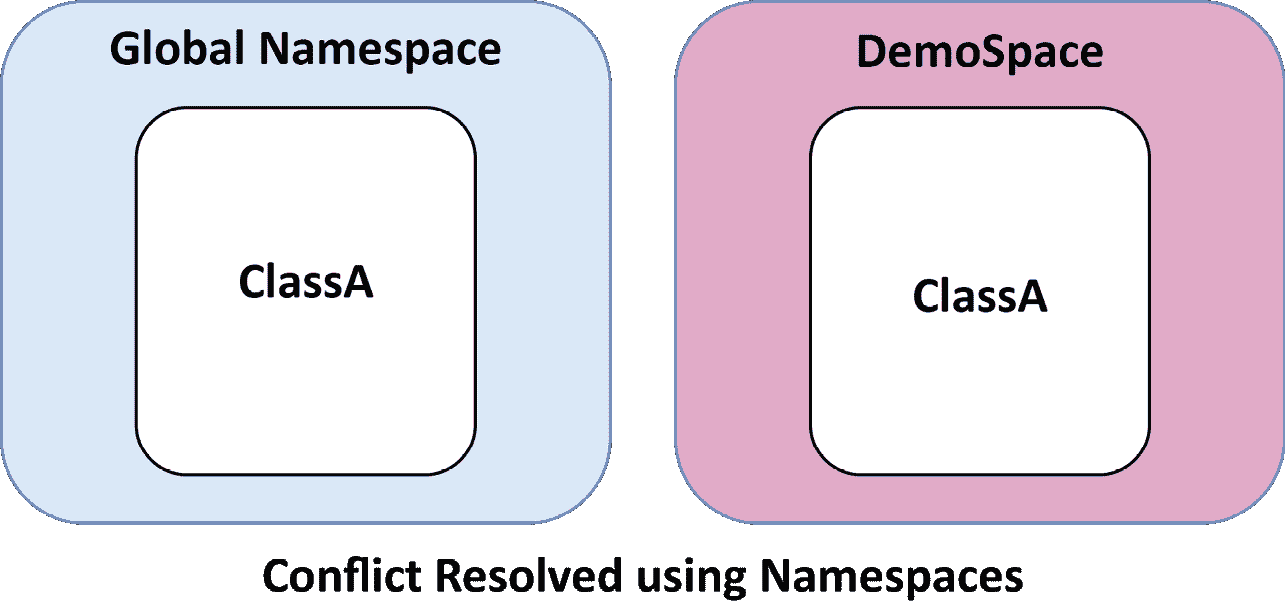 Global Namespace
ClassA
DemoSpace
ClassA
Conflict Resolved using Namespaces